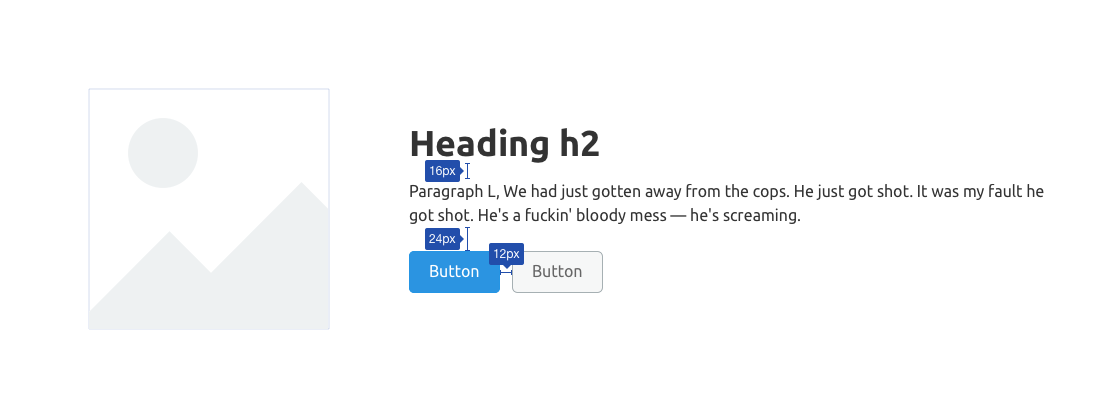 Heading h2
16px
Paragraph L, We had just gotten away from the cops. He just got shot. It was my fault he
got shot. He's a fuckin' bloody mess — he's screaming.
24px
12px
Button
Button